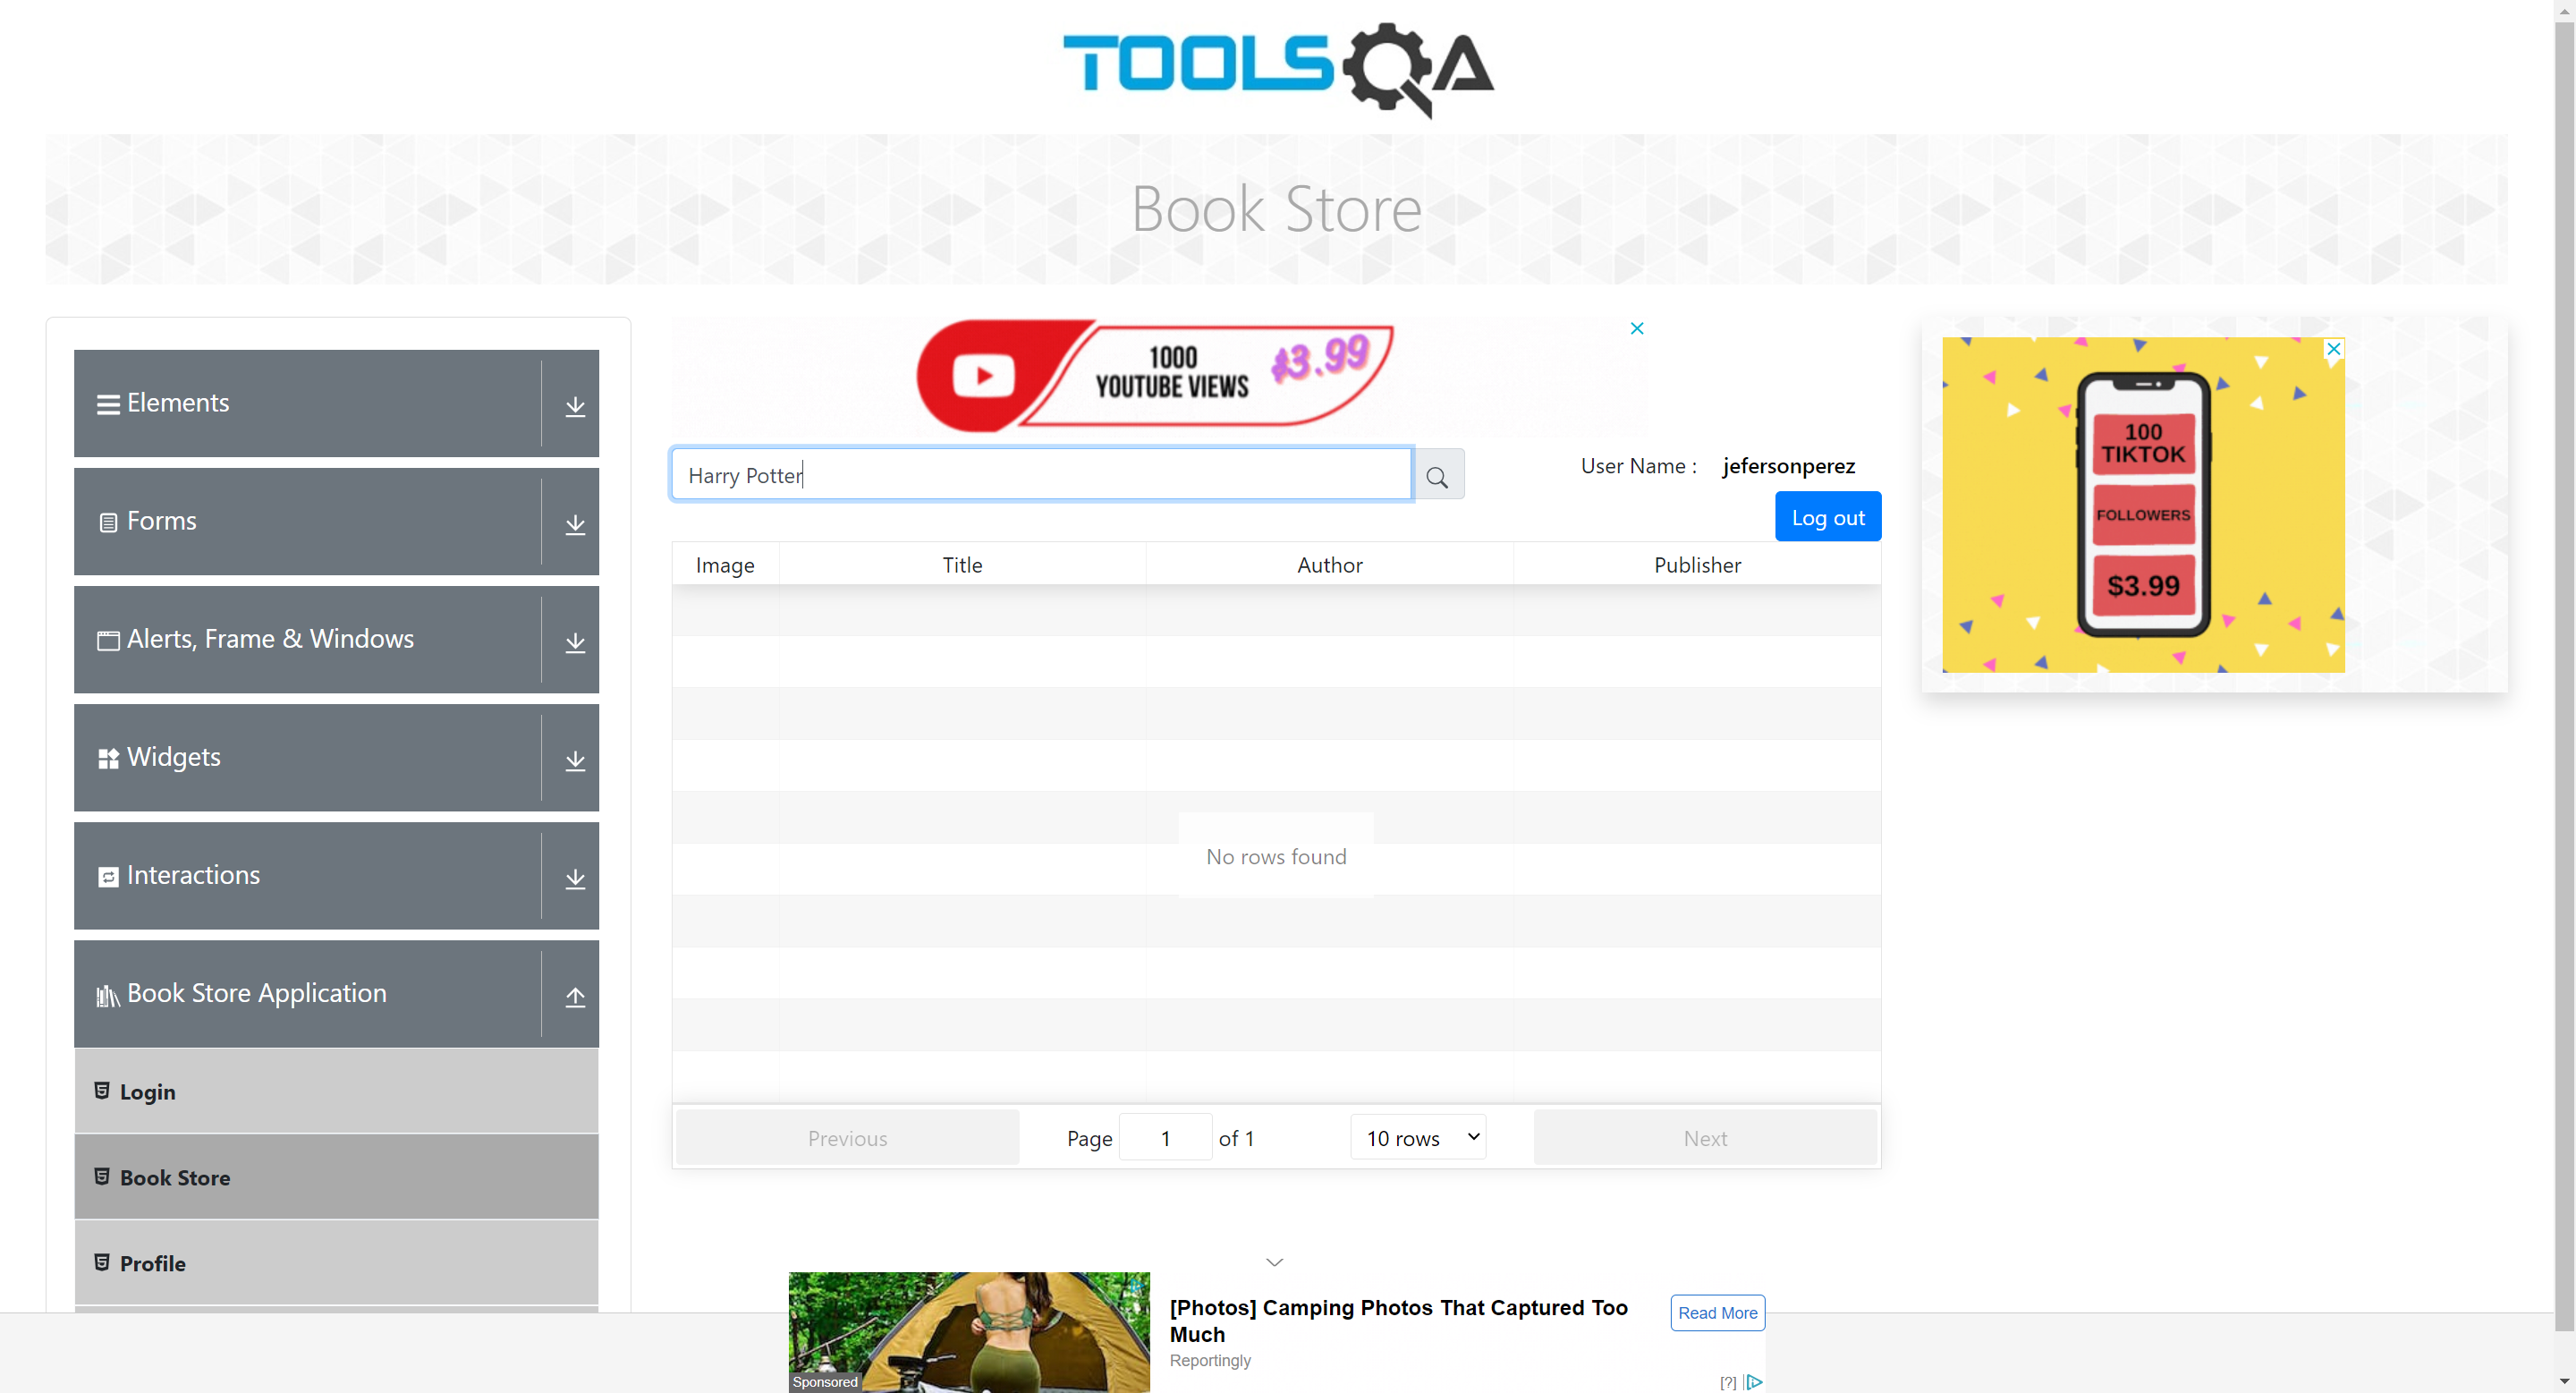 TOOLSQA
Book Store
Elements
Forms
Alerts, Frame & Windows
Widgets
Interactions
Book Store Application
Login
Book Store
Profile
1000
YOUTUBE VIEWS
$3.99
Harry Potter
User Name : jefersonperez
Log out
Image Title Author Publisher
No rows found
Previous Page 1 of 1 10 rows Next
100
TIKTOK
FOLLOWERS
$3.99
[Photos] Camping Photos That Captured Too
Much
Reportingly
Read More
Sponsored
[?]